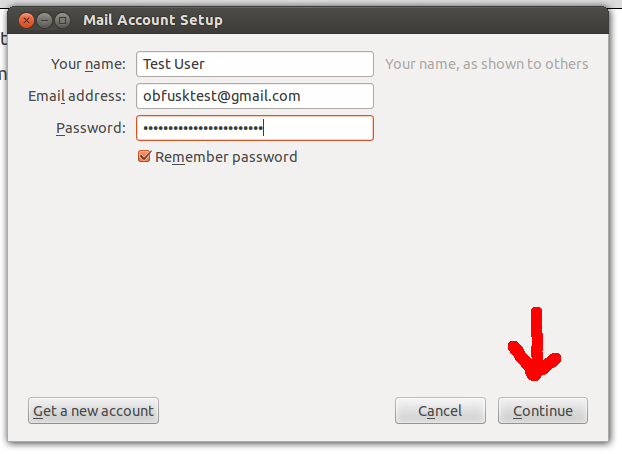 Mail Account Setup
Your name: Test User Your name, as shown to others
Email address: obfusktest@gmail.com
Password: ••••••••••••••••••••••••
Remember password
Get a new account Cancel Continue